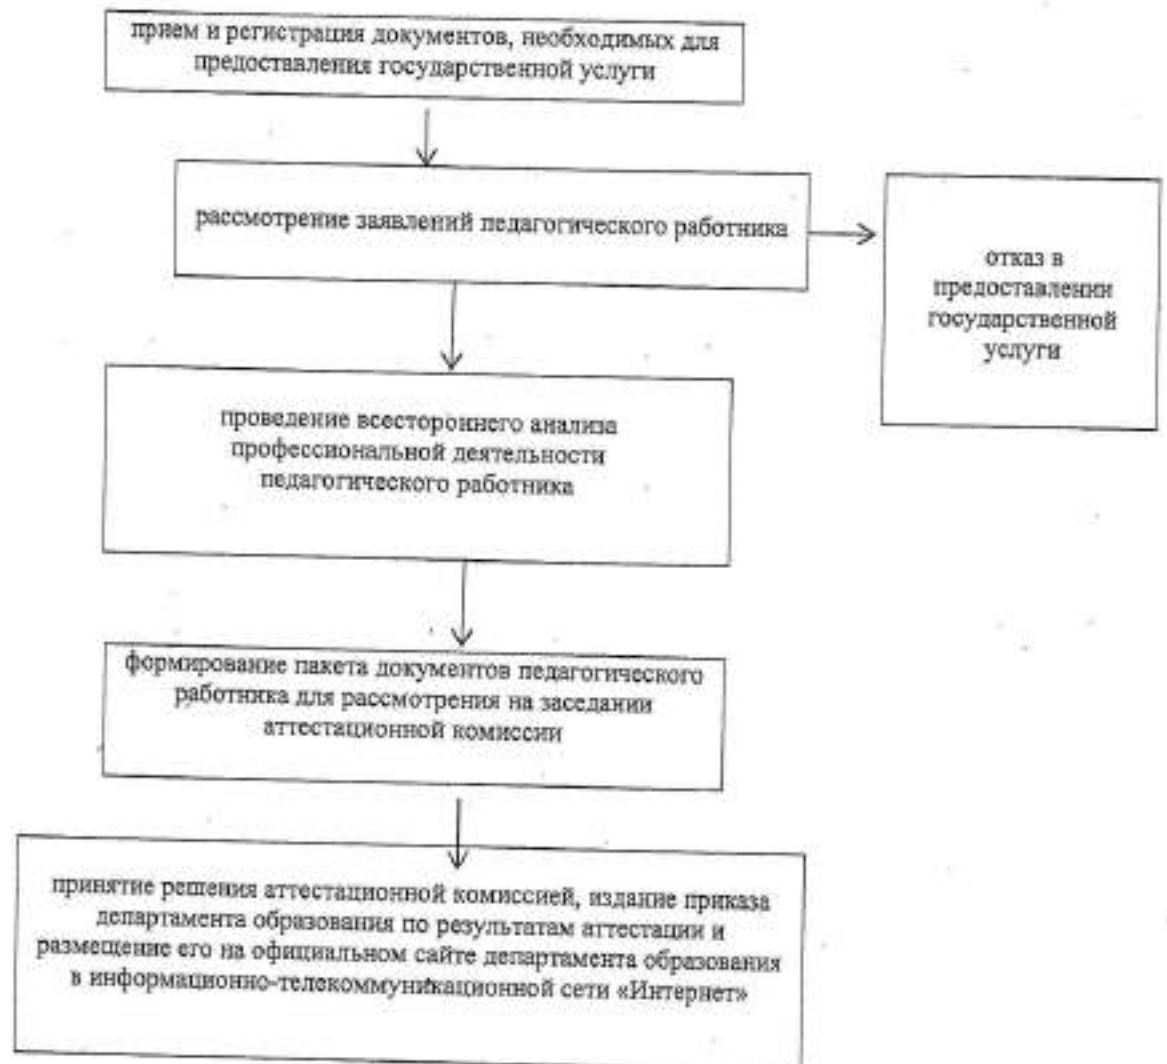 прием и регистрация документов, необходимых для
предоставления государственной услуги
рассмотрение заявлений педагогического работника
отказ в
предоставлении
государственной
услуги
проведение всестороннего анализа
профессиональной деятельности
педагогического работника
формирование пакета документов педагогического
работника для рассмотрения на заседании
аттестационной комиссии
принятие решения аттестационной комиссией, издание приказа
департамента образования по результатам аттестации и
размещение его на официальном сайте департамента образования
в информационно-телекоммуникационной сети «Интернет»